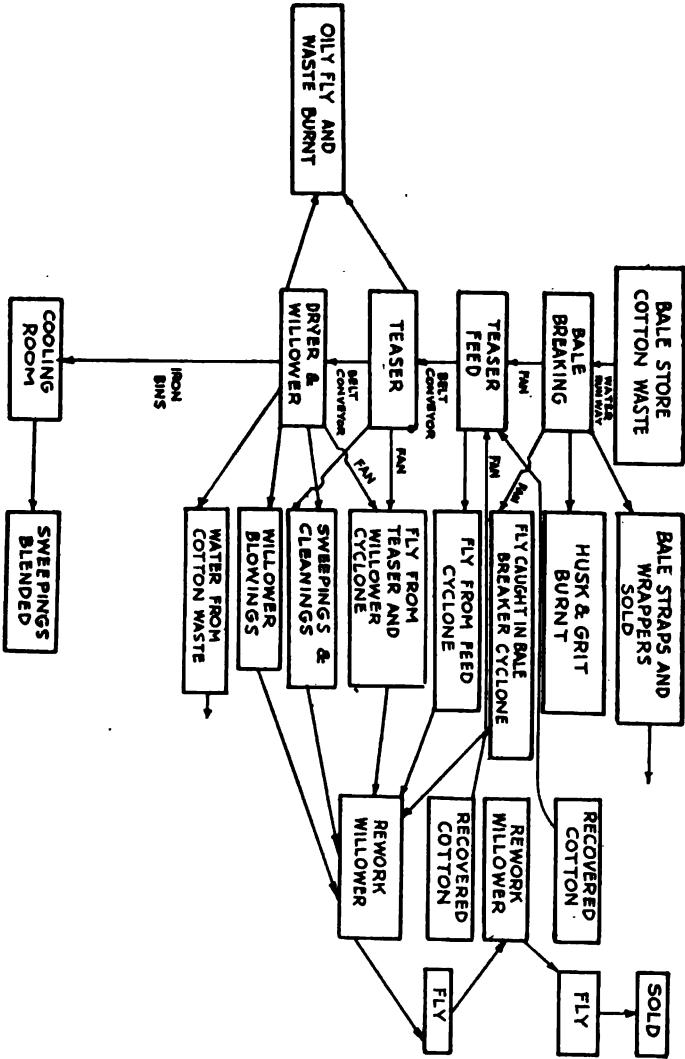 BALE STORE
COTTON WASTE
WATER
RUNWAY
BALE
BREAKING
FAN
TEASER
FEED
BELT
CONVEYOR
TEASER
BELT
CONVEYOR
DRYER &
WILLOWER
IRON
BINS
COOLING
ROOM
OILY FLY AND
WASTE BURNT
BALE STRAPS AND
WRAPPERS
SOLD
HUSK & GRIT
BURNT
FAN
FLY CAUGHT IN BALE
BREAKER CYCLONE
FAN
FLY FROM FEED
CYCLONE
FAN
FLY FROM
TEASER AND
WILLOWER
CYCLONE
FAN
SWEEPINGS &
CLEANINGS
WILLOWER
BLOWINGS
WATER FROM
COTTON WASTE
SWEEPINGS
BLENDED
RECOVERED
COTTON
REWORK
WILLOWER
RECOVERED
COTTON
REWORK
WILLOWER
SOLD
FLY
FLY